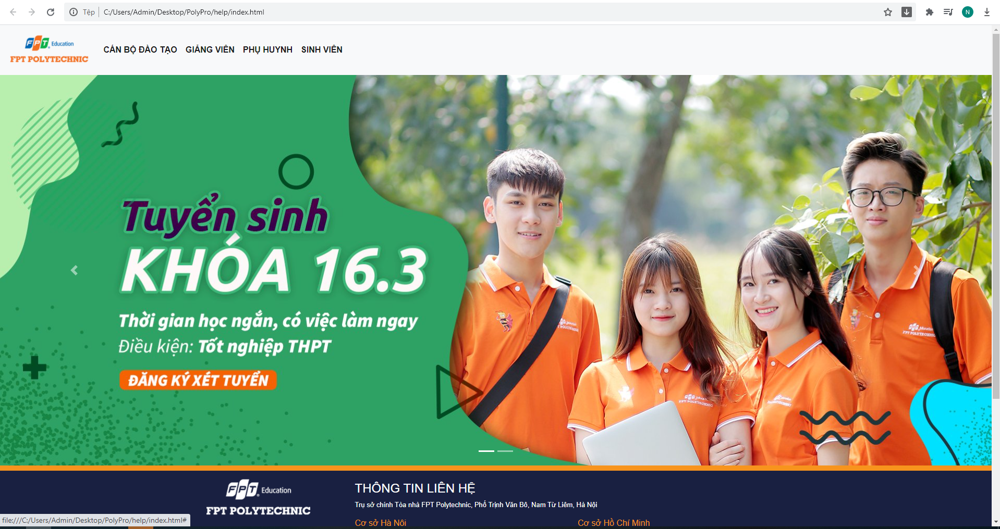 Tệp
C:/Users/Admin/Desktop/PolyPro/help/index.html
N
FPT Education
FPT POLYTECHNIC
CÁN BỘ ĐÀO TẠO
GIẢNG VIÊN
PHỤ HUYNH
SINH VIÊN
Tuyển sinh
KHÓA 16.3
Thời gian học ngắn, có việc làm ngay
Điều kiện: Tốt nghiệp THPT
ĐĂNG KÝ XÉT TUYỂN
FPT Education
FPT POLYTECHNIC
THÔNG TIN LIÊN HỆ
Trụ sở chính Tòa nhà FPT Polytechnic, Phố Trịnh Văn Bô, Nam Từ Liêm, Hà Nội
Cơ sở Hà Nội
Cơ sở Hồ Chí Minh
file:///C:/Users/Admin/Desktop/PolyPro/help/index.html#